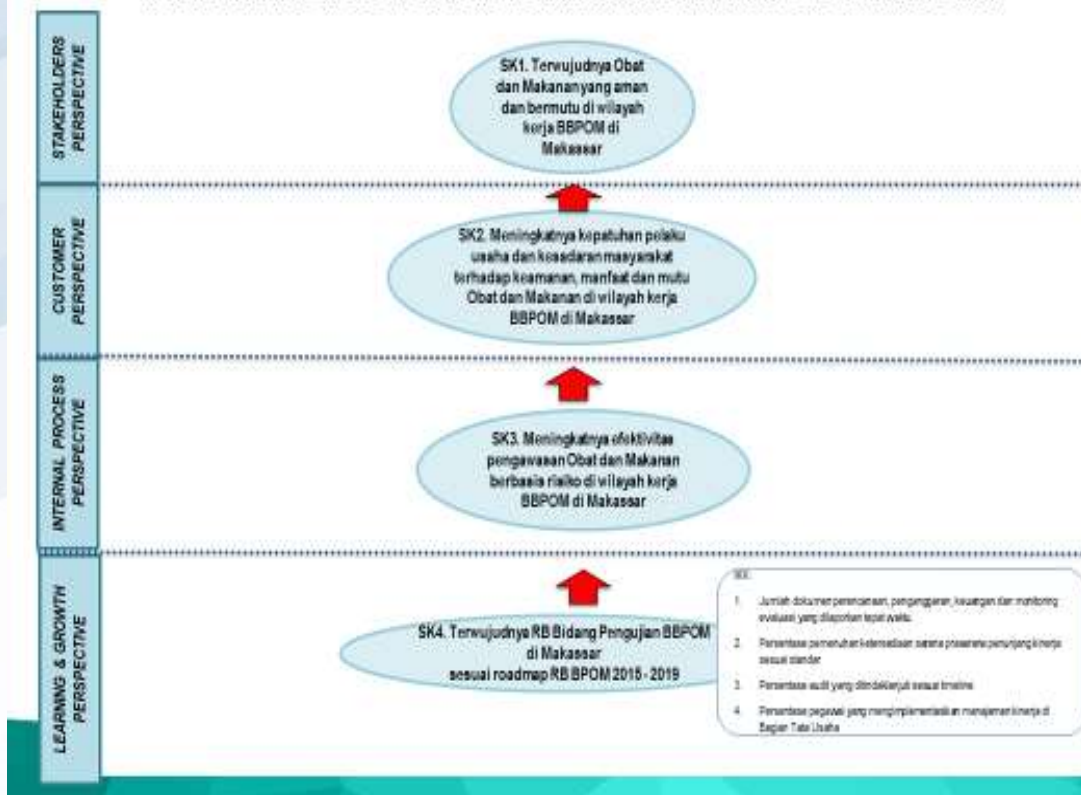 STAKEHOLDERS
PERSPECTIVE
SK1. Terwujudnya Obat
dan Makanan yang aman
dan bermutu di wilayah
kerja BBPOM di
Makassar
CUSTOMER
PERSPECTIVE
SK2. Meningkatnya kepatuhan pelaku
usaha dan kesadaran masyarakat
terhadap keamanan, manfaat dan mutu
Obat dan Makanan di wilayah kerja
BBPOM di Makassar
INTERNAL PROCESS
PERSPECTIVE
SK3. Meningkatnya efektivitas
pengawasan Obat dan Makanan
berbasis risiko di wilayah kerja
BBPOM di Makassar
LEARNING & GROWTH
PERSPECTIVE
SK4. Terwujudnya RB Bidang Pengujian BBPOM
di Makassar
sesuai roadmap RB BPOM 2015 - 2019
1. Jumlah dokumen perencanaan, penganggaran, keuangan dan monitoring
evaluasi yang dilaporkan tepat waktu
2. Persentase pemenuhan ketersediaan sarana prasarana penunjang kinerja
sesuai standar
3. Persentase audit yang ditindaklanjuti sesuai timeline
4. Persentase pegawai yang mengimplementasikan manajemen kinerja di
Bagian Tata Usaha